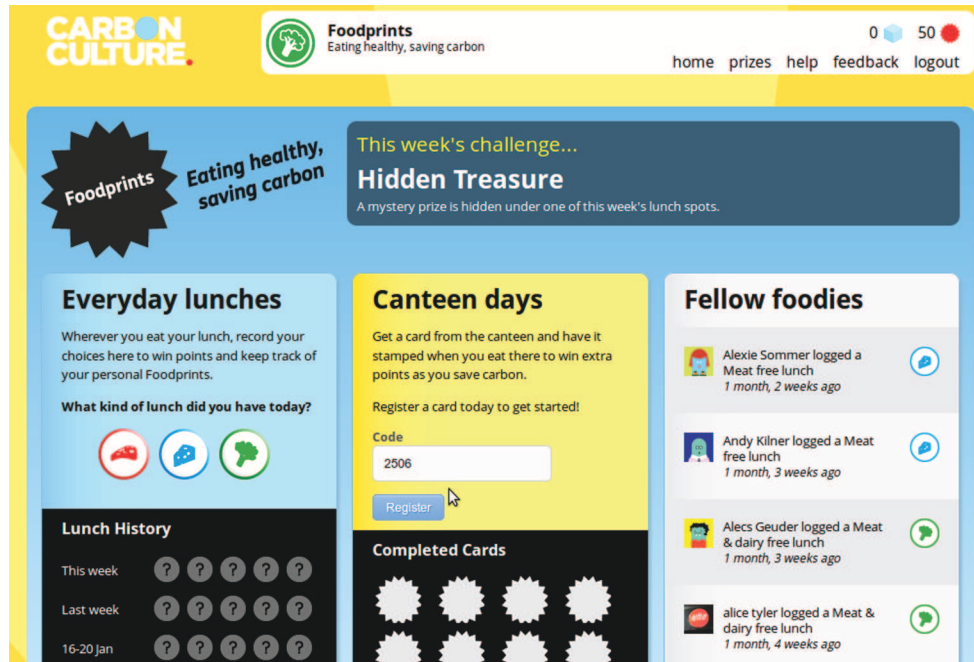 CARBON
CULTURE.
Foodprints
Eating healthy, saving carbon
0 50
home prizes help feedback logout
Foodprints
Eating healthy,
saving carbon
This week's challenge...
Hidden Treasure
A mystery prize is hidden under one of this week's lunch spots.
Everyday lunches
Wherever you eat your lunch, record your
choices here to win points and keep track of
your personal Foodprints.
What kind of lunch did you have today?
Lunch History
This week ? ? ? ? ?
Last week ? ? ? ? ?
16-20 Jan ? ? ? ? ?
Canteen days
Get a card from the canteen and have it
stamped when you eat there to win extra
points as you save carbon.
Register a card today to get started!
Code
2506
Register
Completed Cards
Fellow foodies
Alexie Sommer logged a
Meat free lunch
1 month, 2 weeks ago
Andy Kilner logged a Meat
free lunch
1 month, 3 weeks ago
Alecs Geuder logged a Meat
& dairy free lunch
1 month, 3 weeks ago
alice tyler logged a Meat &
dairy free lunch
1 month, 4 weeks ago